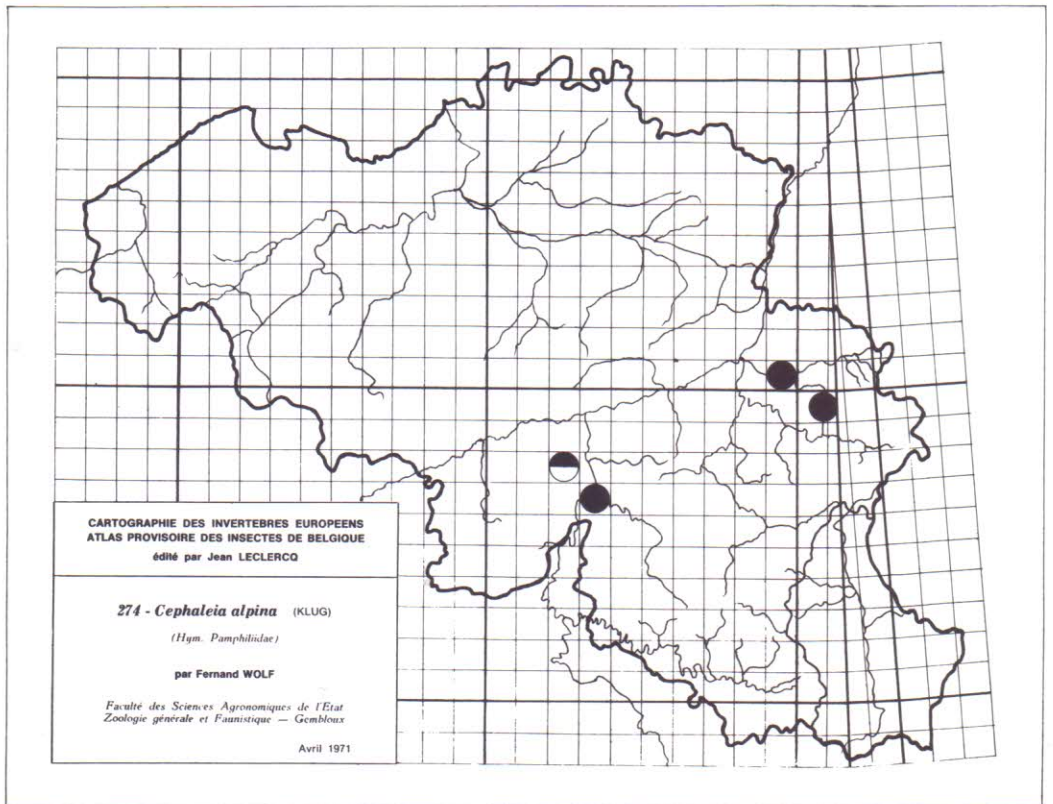 CARTOGRAPHIE DES INVERTEBRES EUROPEENS
ATLAS PROVISOIRE DES INSECTES DE BELGIQUE
édité par Jean LECLERCQ
274 - Cephaleia alpina (KLUG)
(Hym. Pamphiliidae)
par Fernand WOLF
Faculté des Sciences Agronomiques de l'Etat
Zoologie générale et Faunistique — Gembloux
Avril 1971